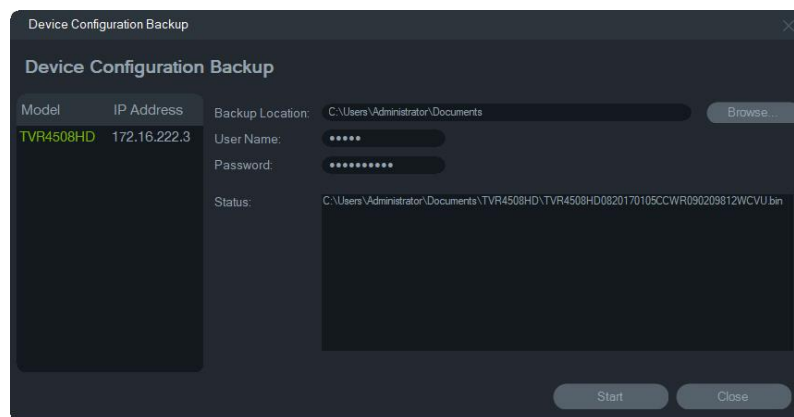 Device Configuration Backup
Device Configuration Backup
Model IP Address
TVR4508HD 172.16.222.3
Backup Location: C:\Users\Administrator\Documents Browse...
User Name: •••••
Password: ••••••••••
Status: C:\Users\Administrator\Documents\TVR4508HD\TVR4508HD0820170105CCWR090209812WCVU.bin
Start Close